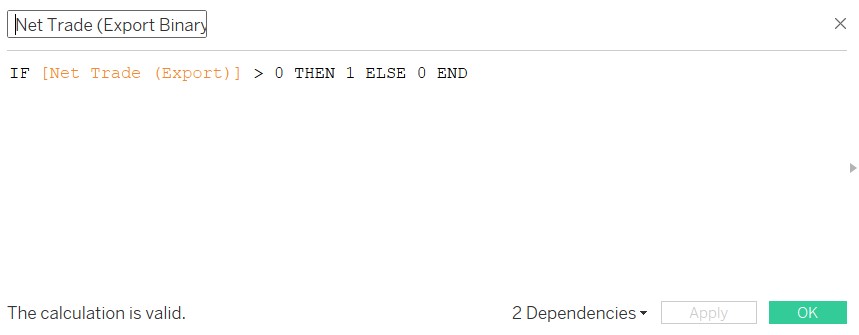 Net Trade (Export Binary
IF [Net Trade (Export)] > 0 THEN 1 ELSE 0 END
The calculation is valid.
2 Dependencies
Apply
OK